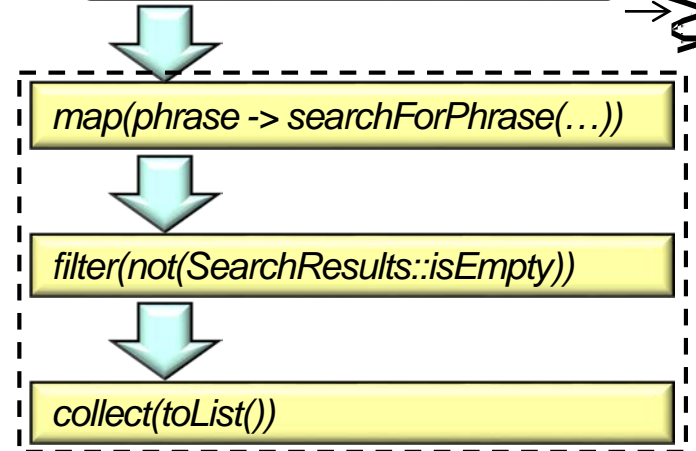 map(phrase -> searchForPhrase(…))
filter(not(SearchResults::isEmpty))
collect(toList())